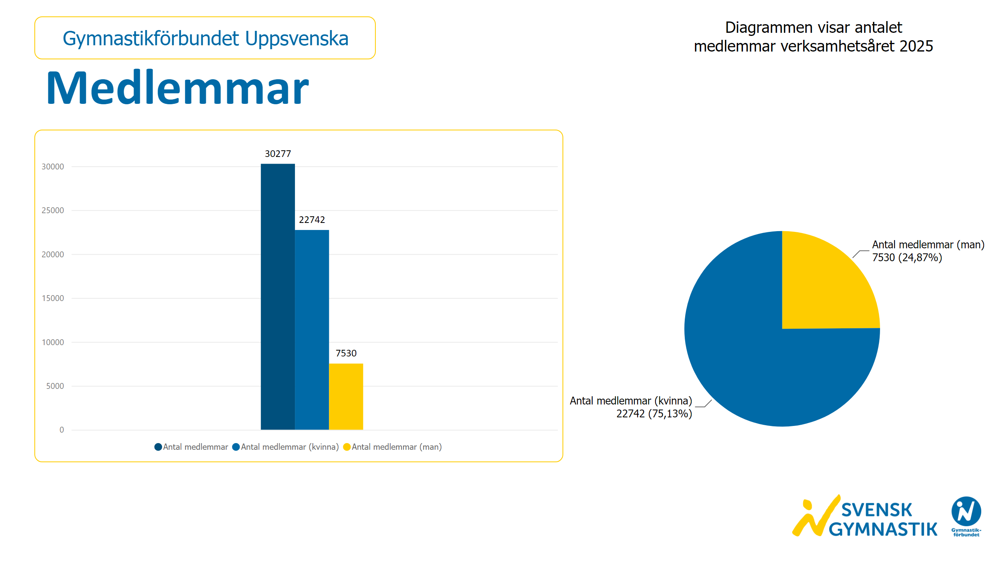 Gymnastikförbundet Uppsvenska
Diagrammen visar antalet
medlemmar verksamhetsåret 2025
Medlemmar
30277
30000
25000
22742
20000
15000
10000
7530
5000
0
Antal medlemmar Antal medlemmar (kvinna) Antal medlemmar (man)
Antal medlemmar (man)
7530 (24,87%)
Antal medlemmar (kvinna)
22742 (75,13%)
SVENSK
GYMNASTIK
Gymnastik-
förbundet